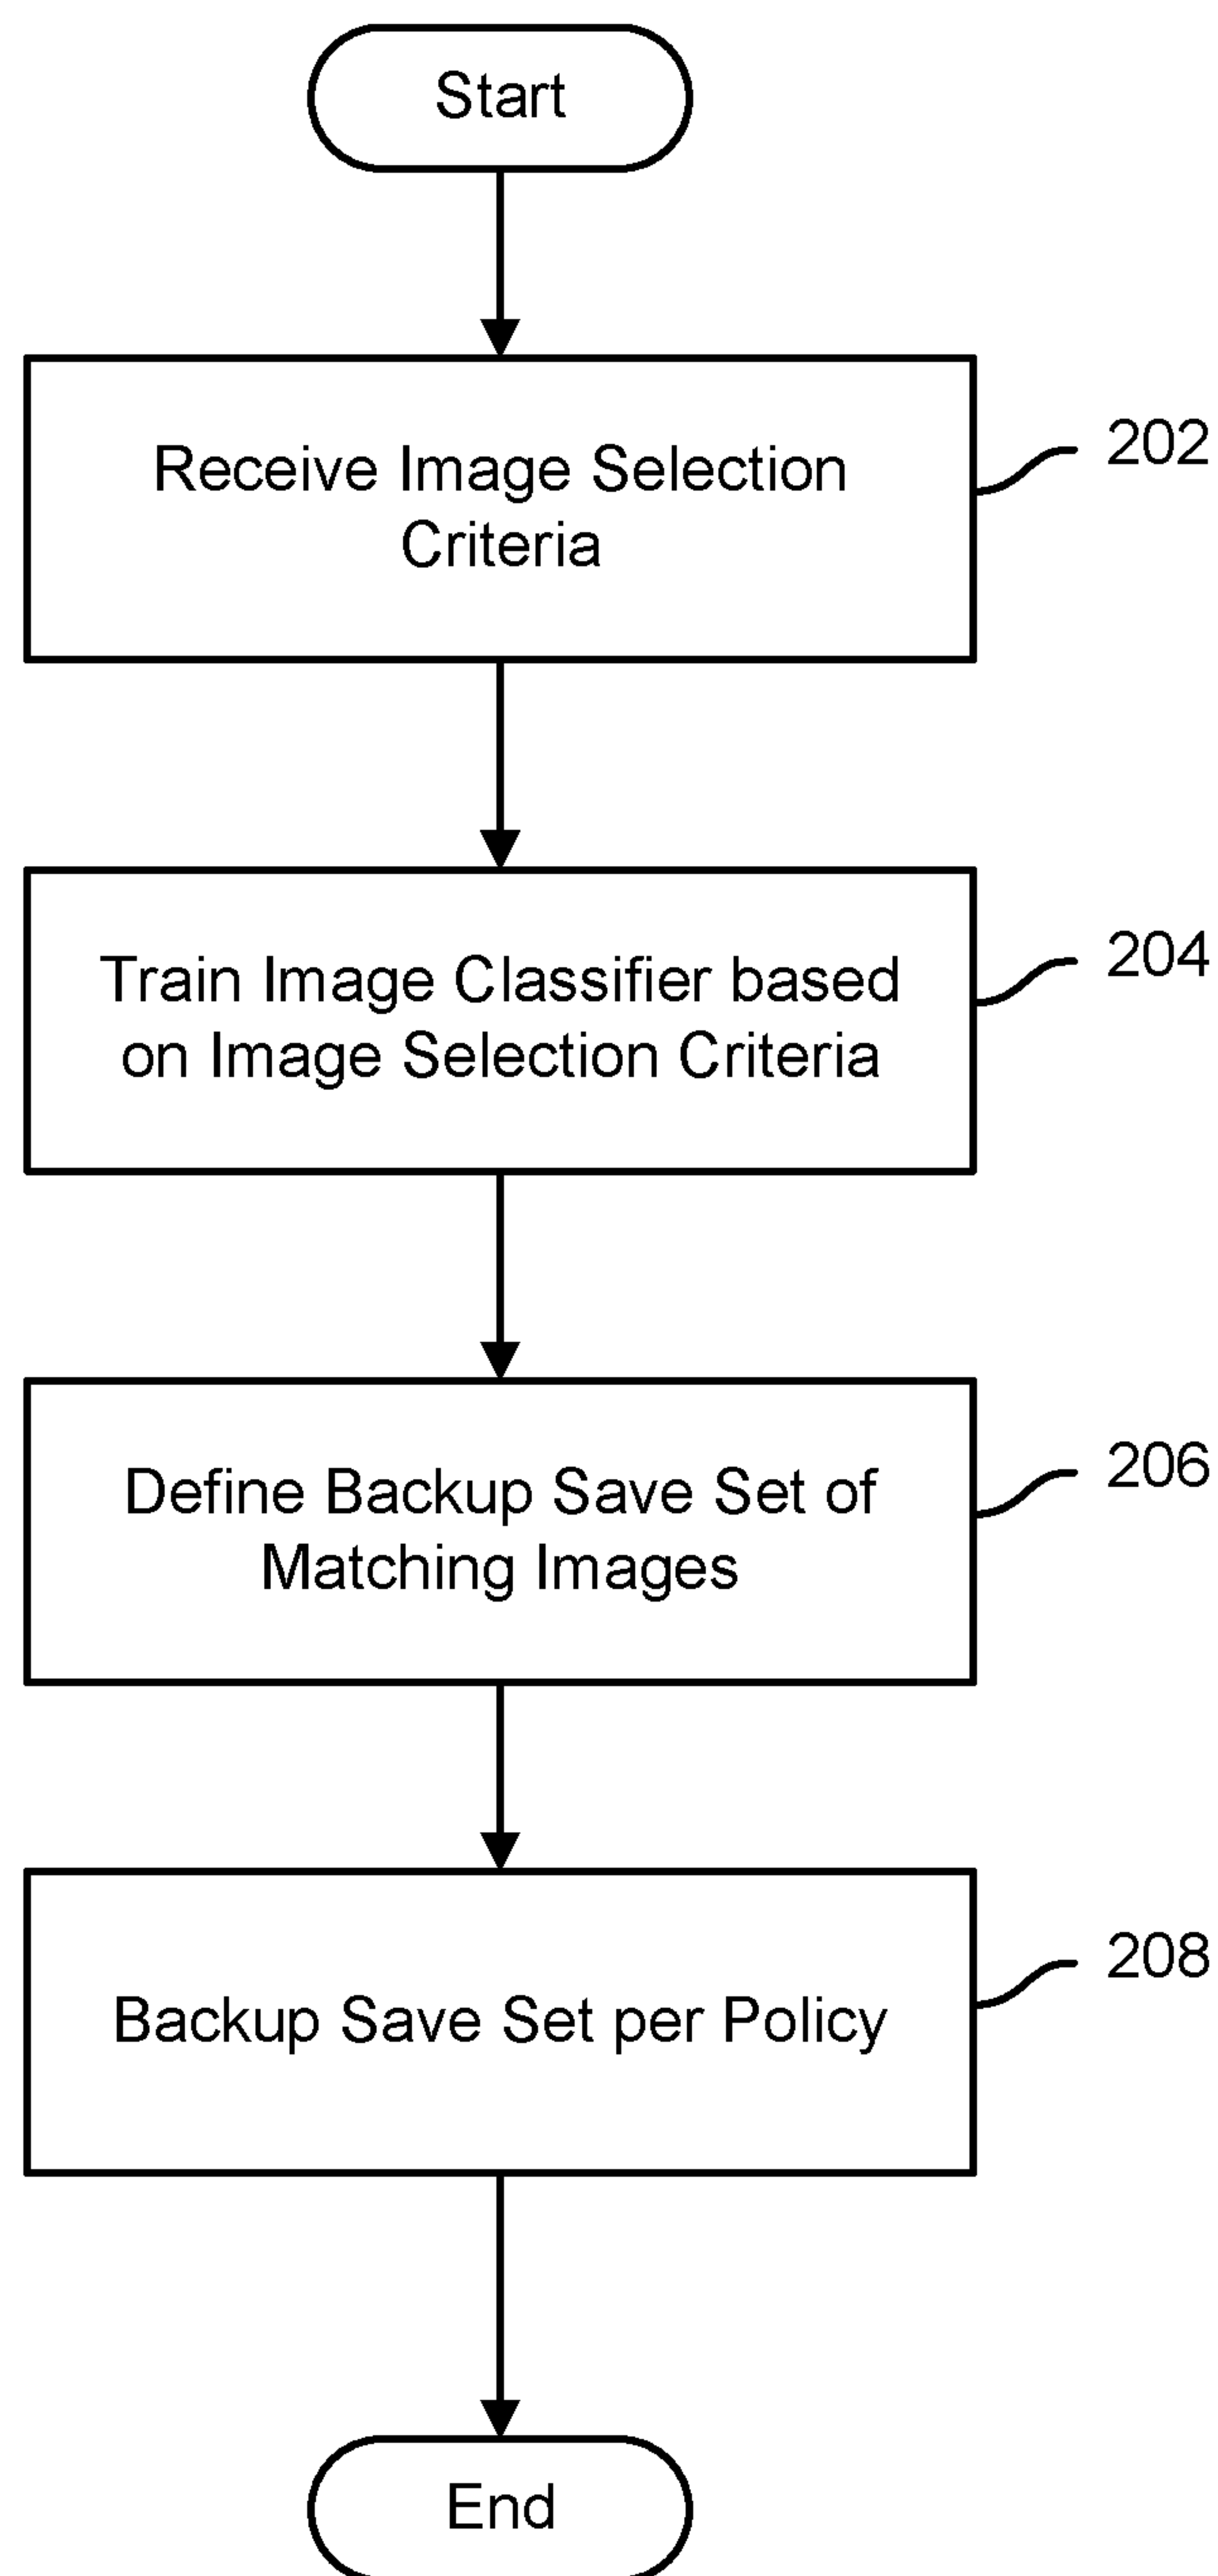 Start
Receive Image Selection
Criteria
202
Train Image Classifier based
on Image Selection Criteria
204
Define Backup Save Set of
Matching Images
206
Backup Save Set per Policy
208
End